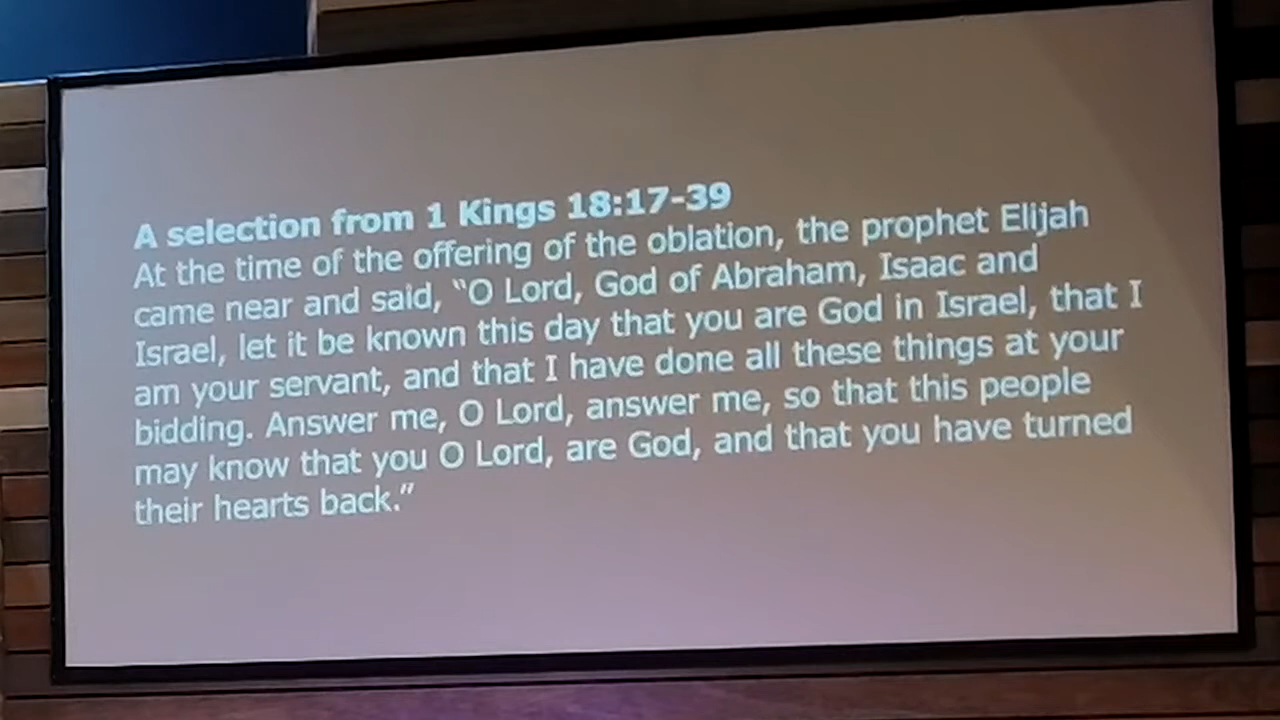 A selection from 1 Kings 18:17-39
At the time of the offering of the oblation, the prophet Elijah
came near and said, “O Lord, God of Abraham, Isaac and
Israel, let it be known this day that you are God in Israel, that I
am your servant, and that I have done all these things at your
bidding. Answer me, O Lord, answer me, so that this people
may know that you O Lord, are God, and that you have turned
their hearts back.”